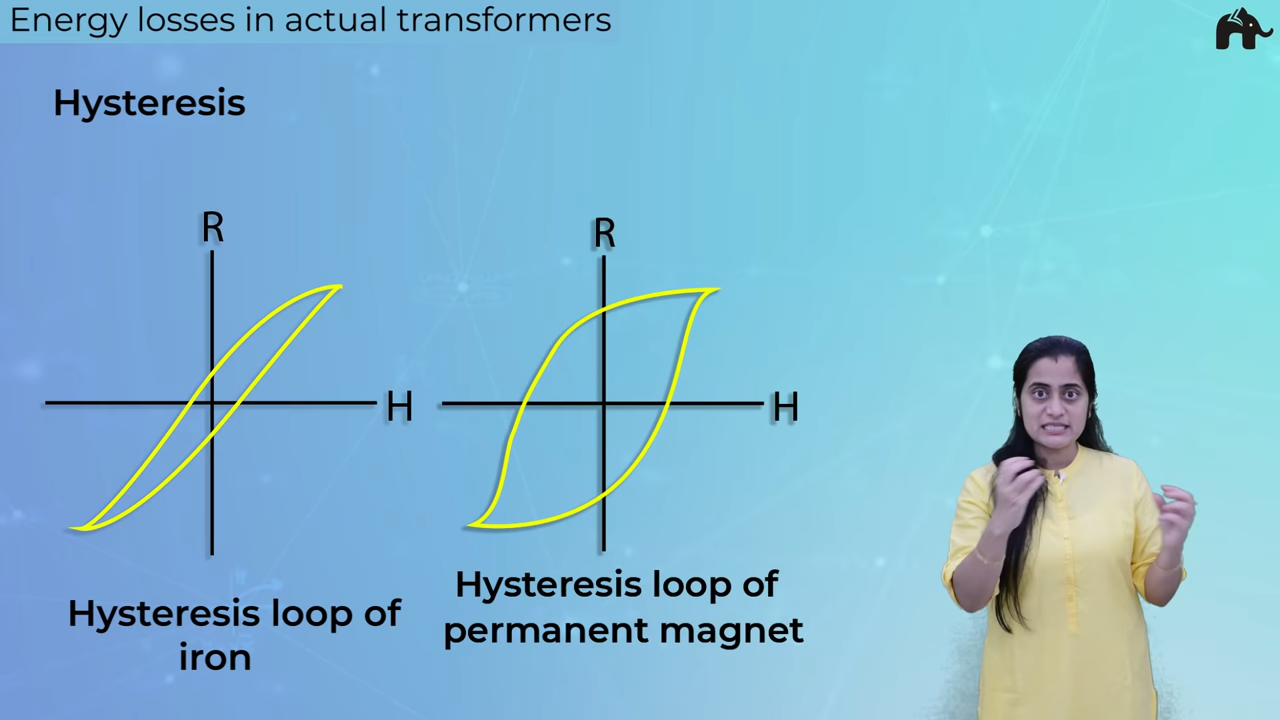 Energy losses in actual transformers
Hysteresis
R
H
Hysteresis loop of
iron
R
H
Hysteresis loop of
permanent magnet